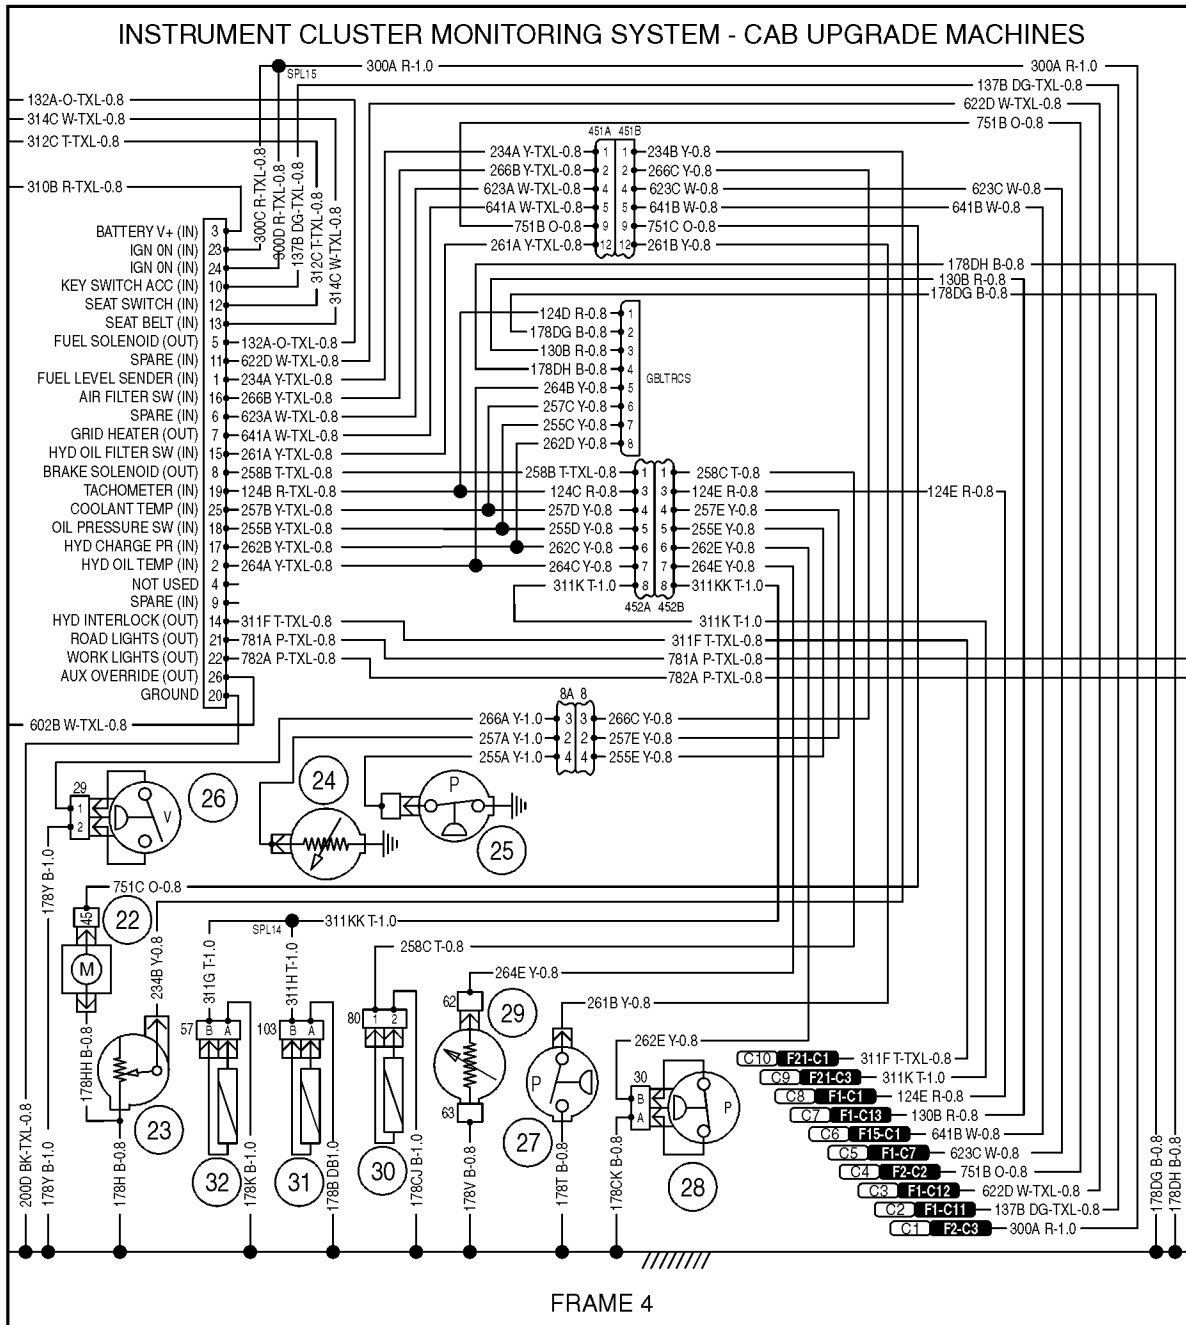 INSTRUMENT CLUSTER MONITORING SYSTEM - CAB UPGRADE MACHINES
300A R-1.0
300A R-1.0
SPL15
137B DG-TXL-0.8
132A-O-TXL-0.8
622D W-TXL-0.8
314C W-TXL-0.8
751B O-0.8
312C T-TXL-0.8
451A 451B
234A Y-TXL-0.8 1 1 234B Y-0.8
266B Y-TXL-0.8 2 2 266C Y-0.8
310B R-TXL-0.8
623A W-TXL-0.8 4 4 623C W-0.8 623C W-0.8
641A W-TXL-0.8 5 5 641B W-0.8 641B W-0.8
751B O-0.8 9 9 751C O-0.8
261A Y-TXL-0.8 12 12 261B Y-0.8
300C R-TXL-0.8
300D R-TXL-0.8
137B DG-TXL-0.8
312C T-TXL-0.8
314C W-TXL-0.8
178DH B-0.8
130B R-0.8
178DG B-0.8
BATTERY V+ (IN) 3
IGN 0N (IN) 23
IGN 0N (IN) 24
KEY SWITCH ACC (IN) 10
SEAT SWITCH (IN) 12
SEAT BELT (IN) 13
FUEL SOLENOID (OUT) 5 132A-O-TXL-0.8
SPARE (IN) 11 622D W-TXL-0.8
FUEL LEVEL SENDER (IN) 1 234A Y-TXL-0.8
AIR FILTER SW (IN) 16 266B Y-TXL-0.8
SPARE (IN) 6 623A W-TXL-0.8
GRID HEATER (OUT) 7 641A W-TXL-0.8
HYD OIL FILTER SW (IN) 15 261A Y-TXL-0.8
BRAKE SOLENOID (OUT) 8 258B T-TXL-0.8
TACHOMETER (IN) 19 124B R-TXL-0.8
COOLANT TEMP (IN) 25 257B Y-TXL-0.8
OIL PRESSURE SW (IN) 18 255B Y-TXL-0.8
HYD CHARGE PR (IN) 17 262B Y-TXL-0.8
HYD OIL TEMP (IN) 2 264A Y-TXL-0.8
NOT USED 4
SPARE (IN) 9
HYD INTERLOCK (OUT) 14 311F T-TXL-0.8
ROAD LIGHTS (OUT) 21 781A P-TXL-0.8
WORK LIGHTS (OUT) 22 782A P-TXL-0.8
AUX OVERRIDE (OUT) 26
GROUND 20
124D R-0.8 1
178DG B-0.8 2
130B R-0.8 3
178DH B-0.8 4
264B Y-0.8 5
257C Y-0.8 6
255C Y-0.8 7
262D Y-0.8 8
GBLTRCS
258B T-TXL-0.8 1 1 258C T-0.8
124C R-0.8 3 3 124E R-0.8 124E R-0.8
257D Y-0.8 4 4 257E Y-0.8
255D Y-0.8 5 5 255E Y-0.8
262C Y-0.8 6 6 262E Y-0.8
264C Y-0.8 7 7 264E Y-0.8
311K T-1.0 8 8 311KK T-1.0
452A 452B
311K T-1.0
311F T-TXL-0.8
781A P-TXL-0.8
782A P-TXL-0.8
8A 8
602B W-TXL-0.8
266A Y-1.0 3 3 266C Y-0.8
257A Y-1.0 2 2 257E Y-0.8
255A Y-1.0 4 4 255E Y-0.8
29
1
2
V
26
24
P
25
178Y B-1.0
751C O-0.8
45
22
M
234B Y-0.8
SPL14
311KK T-1.0
311G T-1.0
311H T-1.0
258C T-0.8
264E Y-0.8
62
29
261B Y-0.8
57 B A
103 B A
80 1 2
178HH B-0.8
23
32
31
30
63
P
27
262E Y-0.8
30
B
A
P
28
200D BK-TXL-0.8
178Y B-1.0
178H B-0.8
178K B-1.0
178B DB1.0
178CJ B-1.0
178V B-0.8
178T B-0.8
178CK B-0.8
C10 F21-C1 311F T-TXL-0.8
C9 F21-C3 311K T-1.0
C8 F1-C1 124E R-0.8
C7 F1-C13 130B R-0.8
C6 F15-C1 641B W-0.8
C5 F1-C7 623C W-0.8
C4 F2-C2 751B O-0.8
C3 F1-C12 622D W-TXL-0.8
C2 F1-C11 137B DG-TXL-0.8
C1 F2-C3 300A R-1.0
178DG B-0.8
178DH B-0.8
FRAME 4